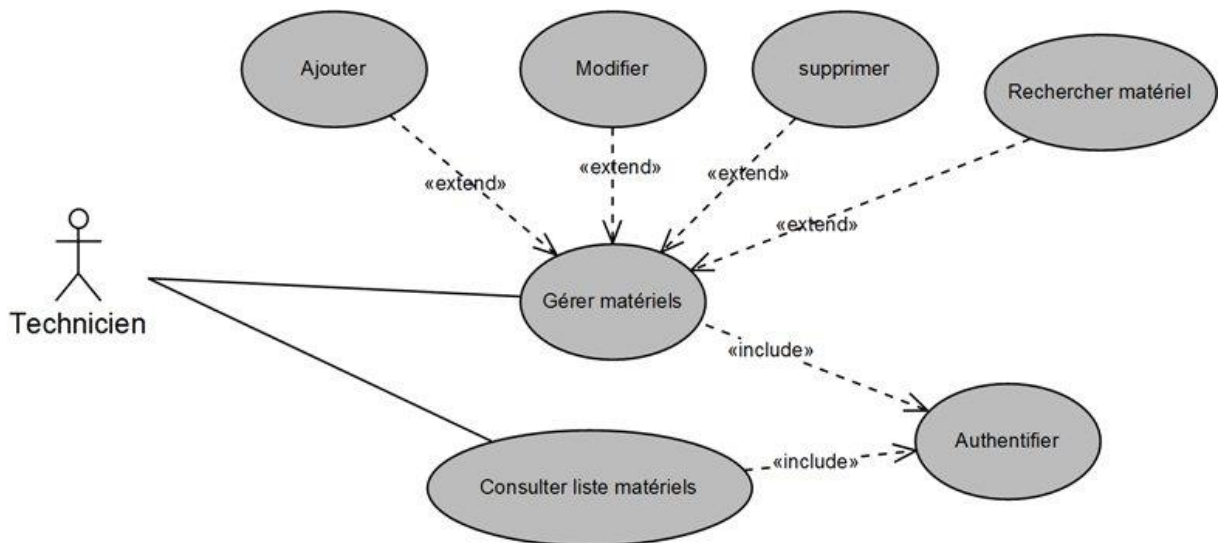 Ajouter
Modifier
supprimer
Rechercher matériel
«extend»
«extend»
«extend»
«extend»
Technicien
Gérer matériels
«include»
Authentifier
Consulter liste matériels
«include»